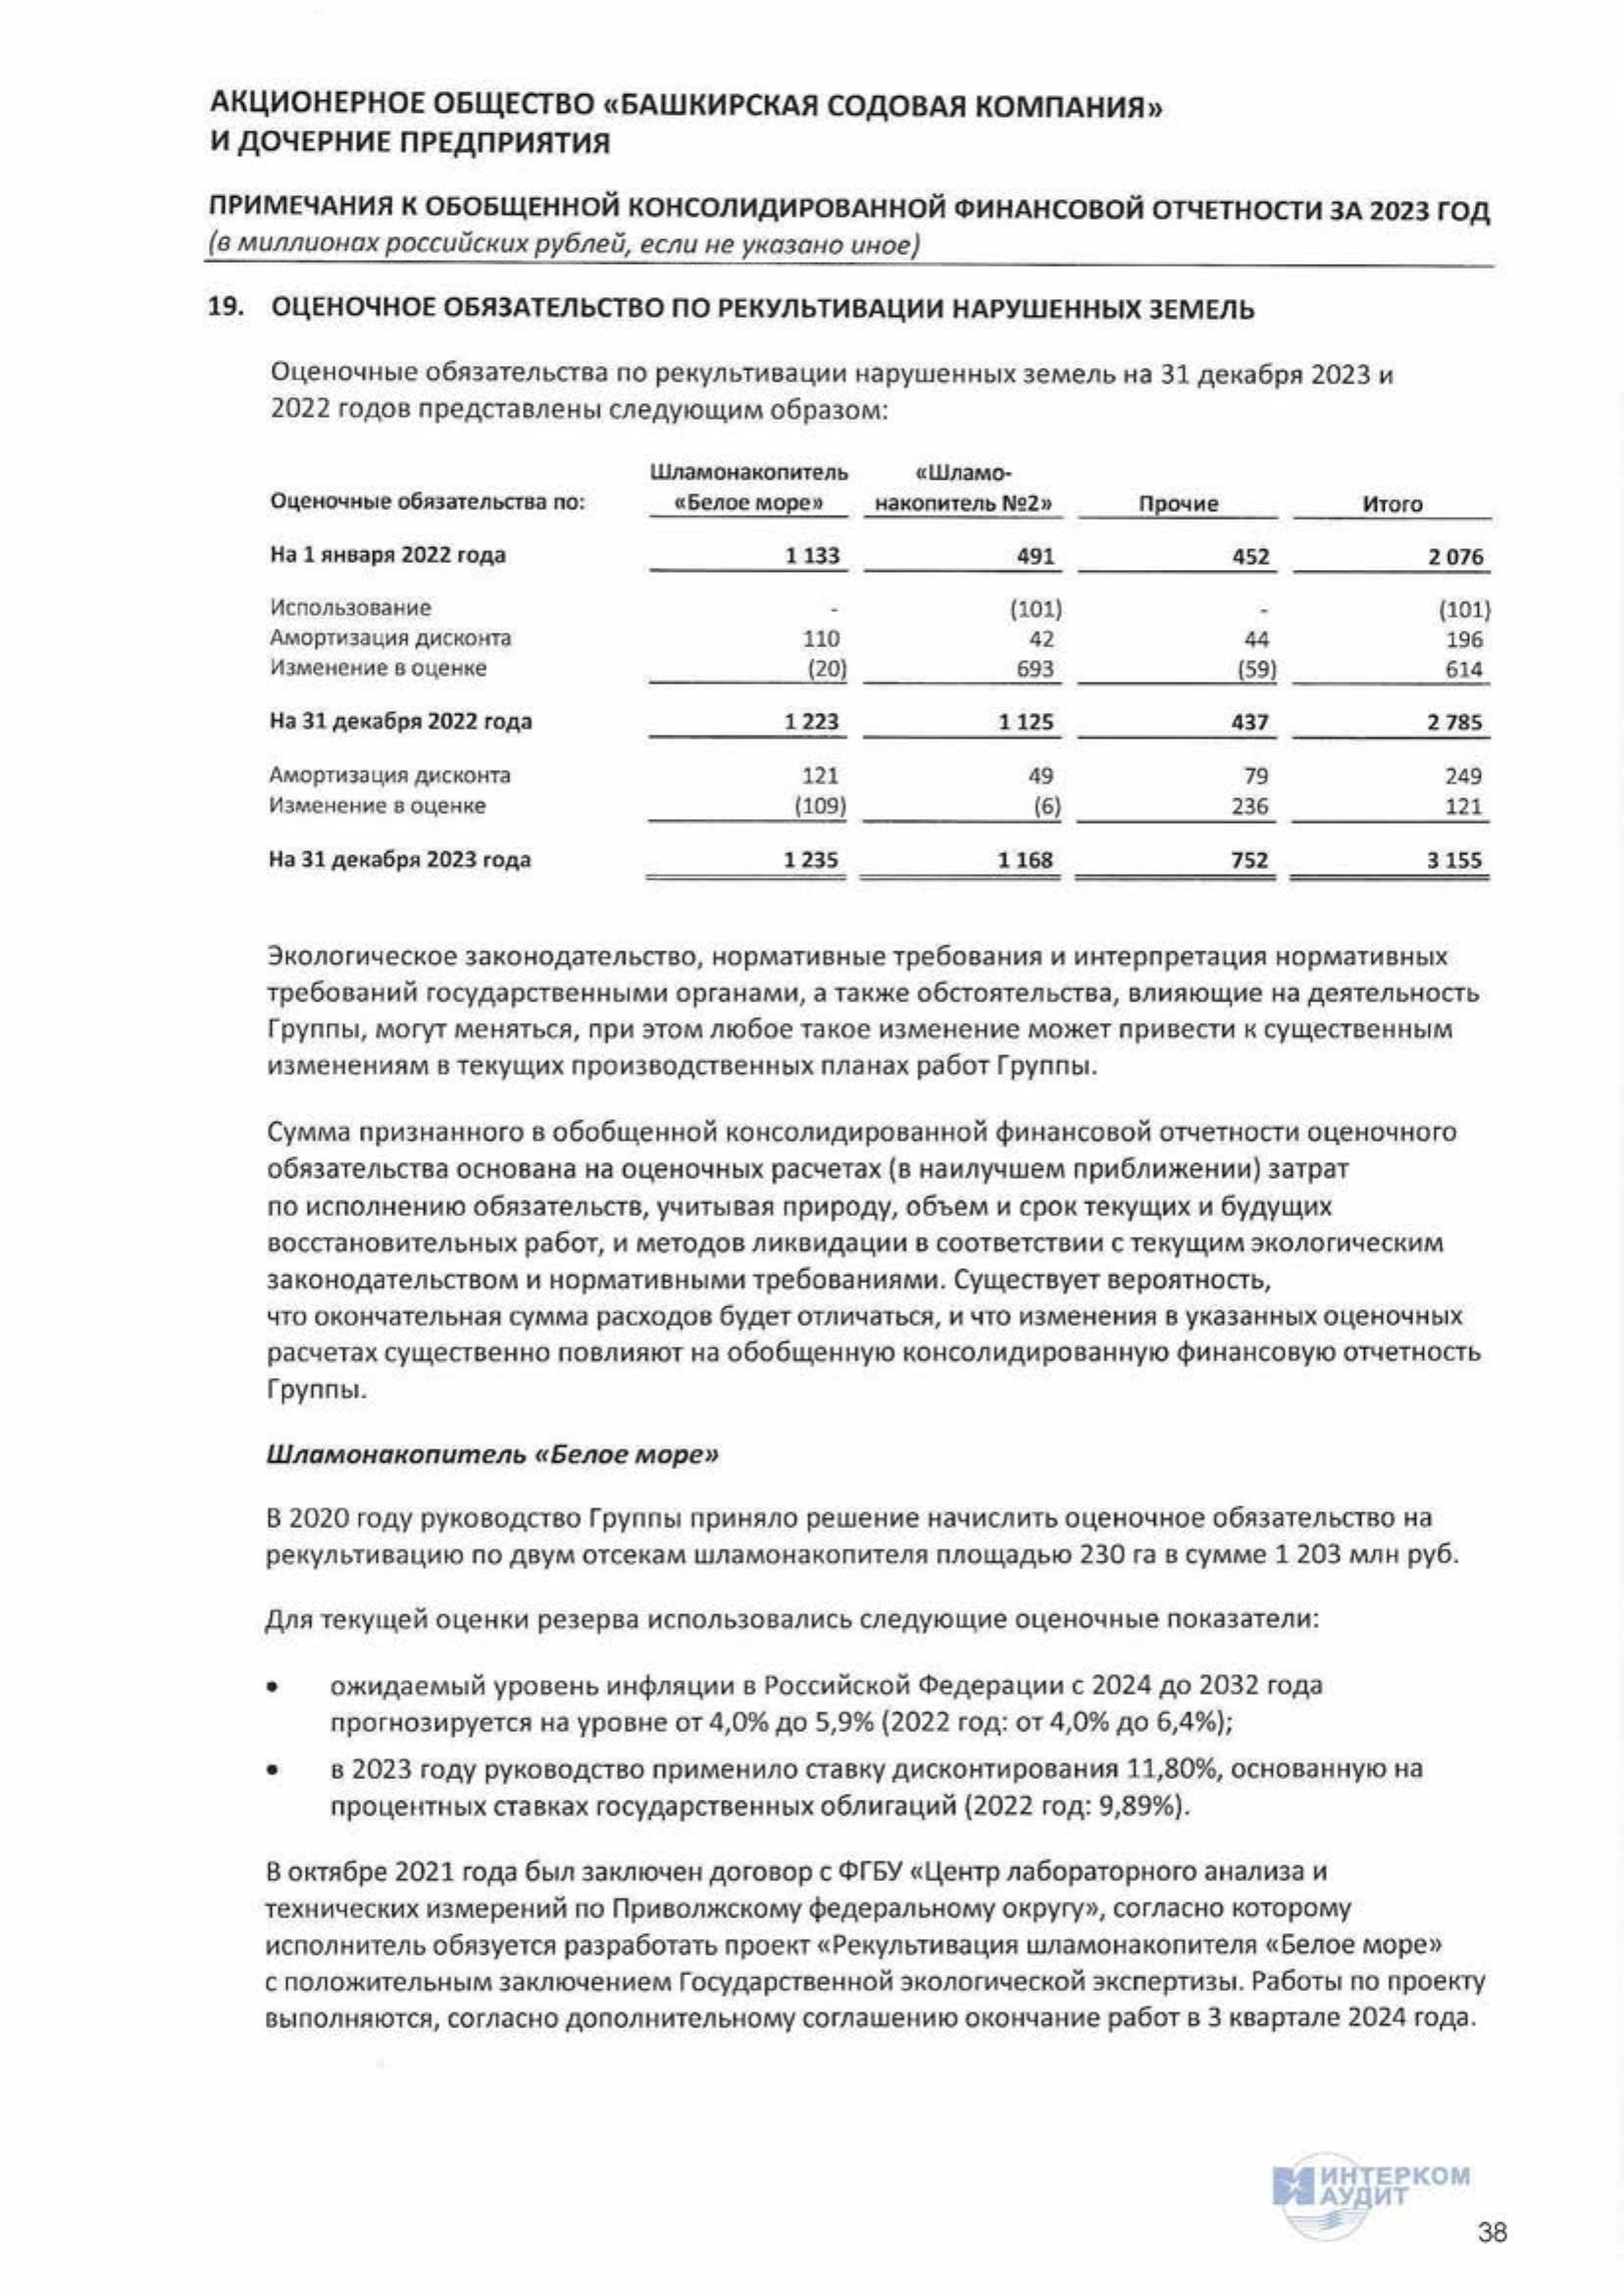 АКЦИОНЕРНОЕ ОБЩЕСТВО «БАШКИРСКАЯ СОДОВАЯ КОМПАНИЯ»
И ДОЧЕРНИЕ ПРЕДПРИЯТИЯ
ПРИМЕЧАНИЯ К ОБОБЩЕННОЙ КОНСОЛИДИРОВАННОЙ ФИНАНСОВОЙ ОТЧЕТНОСТИ ЗА 2023 ГОД
(в миллионах российских рублей, если не указано иное)
19. ОЦЕНОЧНОЕ ОБЯЗАТЕЛЬСТВО ПО РЕКУЛЬТИВАЦИИ НАРУШЕННЫХ ЗЕМЕЛЬ
Оценочные обязательства по рекультивации нарушенных земель на 31 декабря 2023 и
2022 годов представлены следующим образом:
Шламонакопитель «Шламо-
Оценочные обязательства по: «Белое море» накопитель №2» Прочие Итого
На 1 января 2022 года 1 133 491 452 2 076
Использование - (101) - (101)
Амортизация дисконта 110 42 44 196
Изменение в оценке (20) 693 (59) 614
На 31 декабря 2022 года 1 223 1 125 437 2 785
Амортизация дисконта 121 49 79 249
Изменение в оценке (109) (6) 236 121
На 31 декабря 2023 года 1 235 1 168 752 3 155
Экологическое законодательство, нормативные требования и интерпретация нормативных
требований государственными органами, а также обстоятельства, влияющие на деятельность
Группы, могут меняться, при этом любое такое изменение может привести к существенным
изменениям в текущих производственных планах работ Группы.
Сумма признанного в обобщенной консолидированной финансовой отчетности оценочного
обязательства основана на оценочных расчетах (в наилучшем приближении) затрат
по исполнению обязательств, учитывая природу, объем и срок текущих и будущих
восстановительных работ, и методов ликвидации в соответствии с текущим экологическим
законодательством и нормативными требованиями. Существует вероятность,
что окончательная сумма расходов будет отличаться, и что изменения в указанных оценочных
расчетах существенно повлияют на обобщенную консолидированную финансовую отчетность
Группы.
Шламонакопитель «Белое море»
В 2020 году руководство Группы приняло решение начислить оценочное обязательство на
рекультивацию по двум отсекам шламонакопителя площадью 230 га в сумме 1 203 млн руб.
Для текущей оценки резерва использовались следующие оценочные показатели:
• ожидаемый уровень инфляции в Российской Федерации с 2024 до 2032 года
прогнозируется на уровне от 4,0% до 5,9% (2022 год: от 4,0% до 6,4%);
• в 2023 году руководство применило ставку дисконтирования 11,80%, основанную на
процентных ставках государственных облигаций (2022 год: 9,89%).
В октябре 2021 года был заключен договор с ФГБУ «Центр лабораторного анализа и
технических измерений по Приволжскому федеральному округу», согласно которому
исполнитель обязуется разработать проект «Рекультивация шламонакопителя «Белое море»
с положительным заключением Государственной экологической экспертизы. Работы по проекту
выполняются, согласно дополнительному соглашению окончание работ в 3 квартале 2024 года.
ИНТЕРКОМ
АУДИТ
38